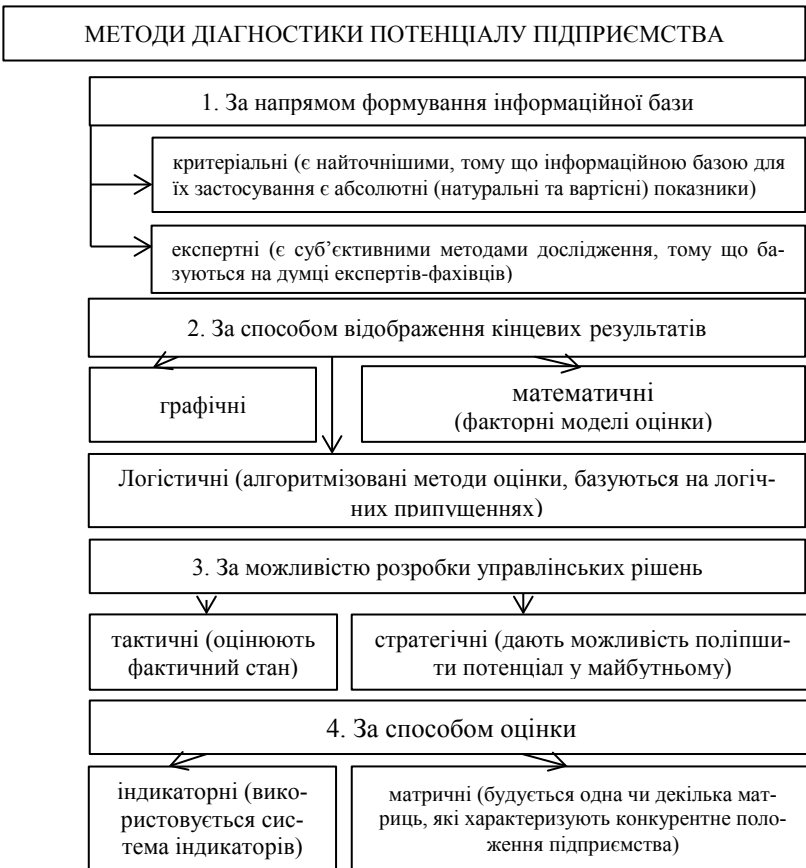 МЕТОДИ ДІАГНОСТИКИ ПОТЕНЦІАЛУ ПІДПРИЄМСТВА
1. За напрямом формування інформаційної бази
критеріальні (є найточнішими, тому що інформаційною базою для
їх застосування є абсолютні (натуральні та вартісні) показники)
експертні (є суб’єктивними методами дослідження, тому що ба-
зуються на думці експертів-фахівців)
2. За способом відображення кінцевих результатів
графічні
математичні
(факторні моделі оцінки)
Логістичні (алгоритмізовані методи оцінки, базуються на логіч-
них припущеннях)
3. За можливістю розробки управлінських рішень
тактичні (оцінюють
фактичний стан)
стратегічні (дають можливість поліпши-
ти потенціал у майбутньому)
4. За способом оцінки
індикаторні (вико-
ристовується сис-
тема індикаторів)
матричні (будується одна чи декілька мат-
риць, які характеризують конкурентне поло-
ження підприємства)